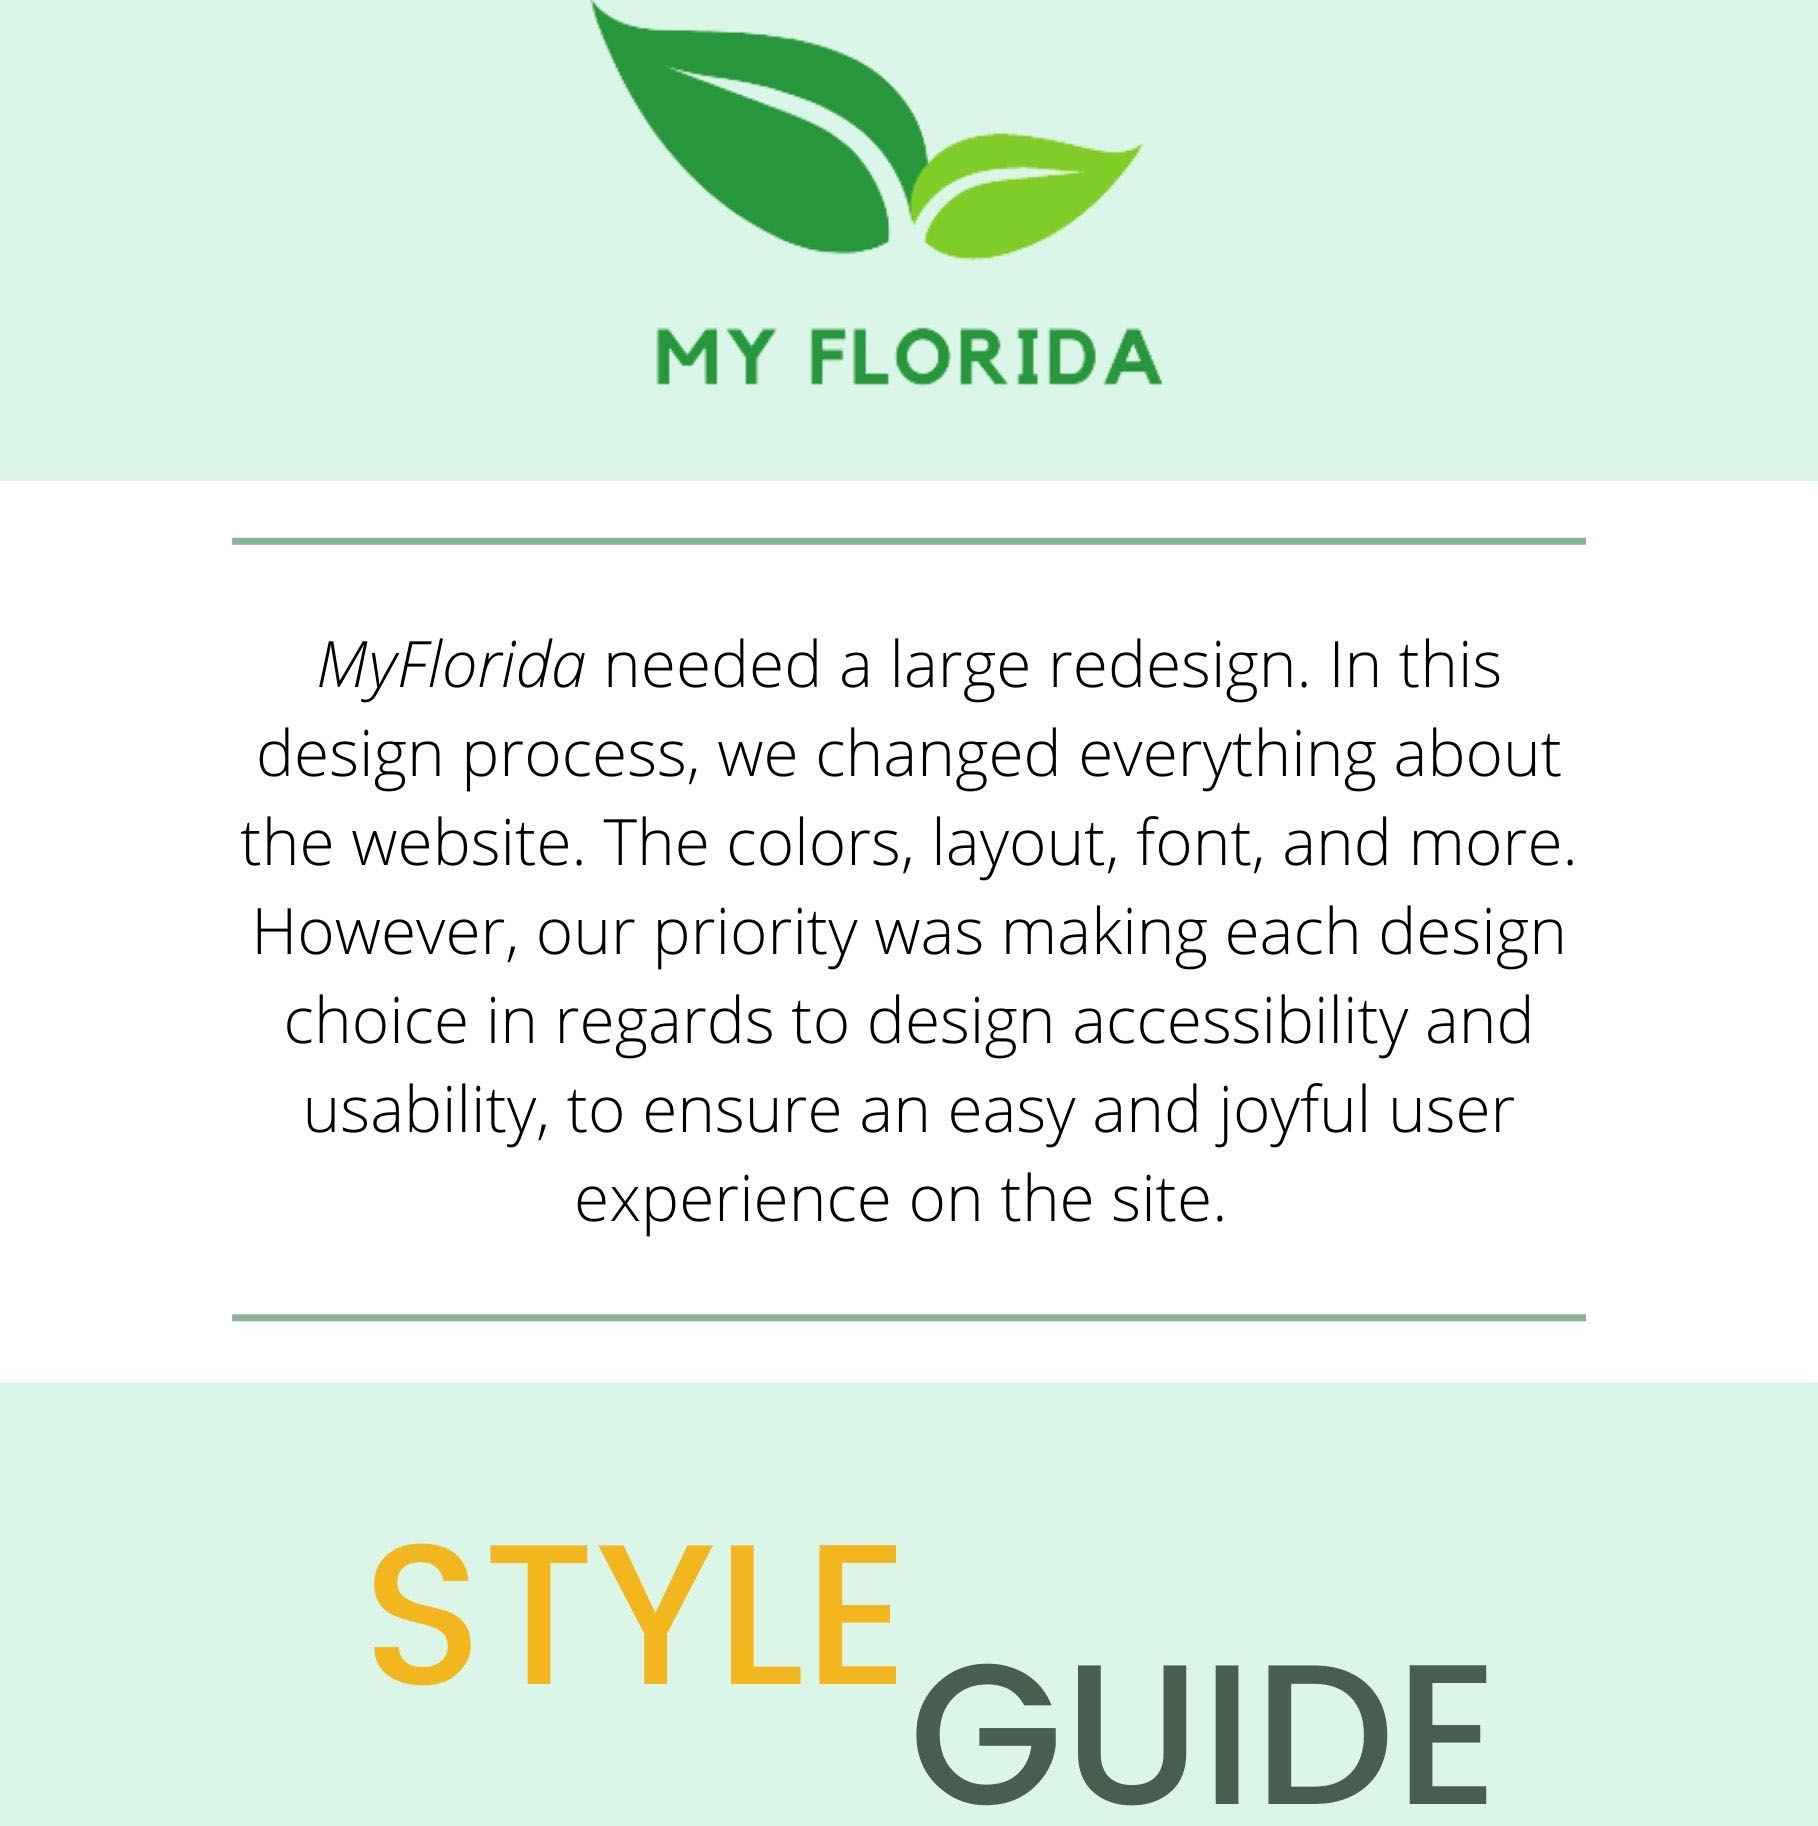 MY FLORIDA
MyFlorida needed a large redesign. In this
design process, we changed everything about
the website. The colors, layout, font, and more.
However, our priority was making each design
choice in regards to design accessibility and
usability, to ensure an easy and joyful user
experience on the site.
STYLE
GUIDE